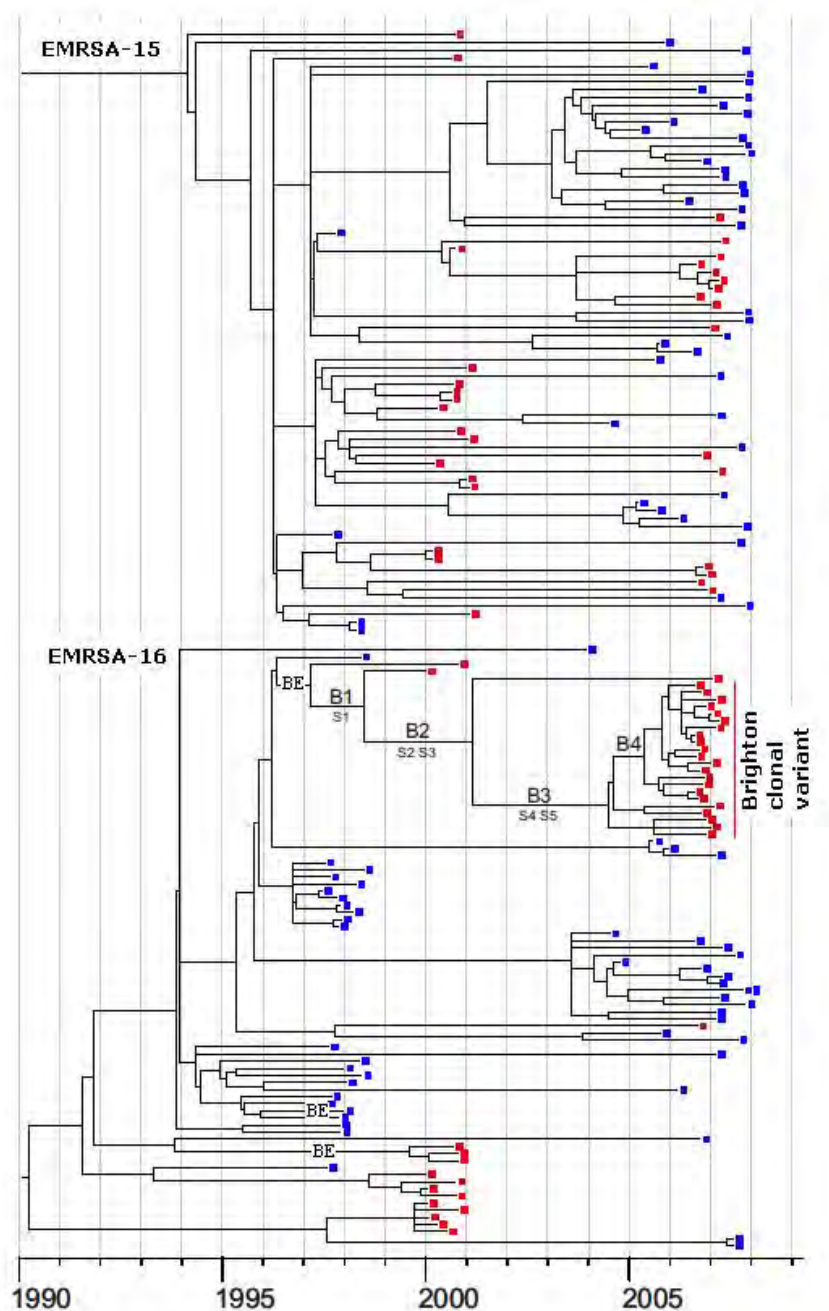 EMRSA-15
EMRSA-16
BE
B1
S1
B2
S2 S3
B4
B3
S4 S5
Brighton
clonal
variant
BE
BE
1990 1995 2000 2005